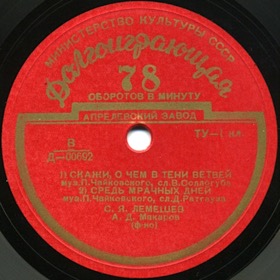 МИНИСТЕРСТВО КУЛЬТУРЫ СССР
Долгоиграющая
78
ОБОРОТОВ В МИНУТУ
АПРЕЛЕВСКИЙ ЗАВОД
ТУ—
В
Д—00692
1) СКАЖИ, О ЧЕМ В ТЕНИ ВЕТВЕЙ
муз. П. Чайковского, сл. В. Соллогуба
2) СРЕДЬ МРАЧНЫХ ДНЕЙ
муз. П. Чайковского, сл. Д. Ратгауза
С. Я. ЛЕМЕШЕВ
А. Д. Макаров
(ф-но)